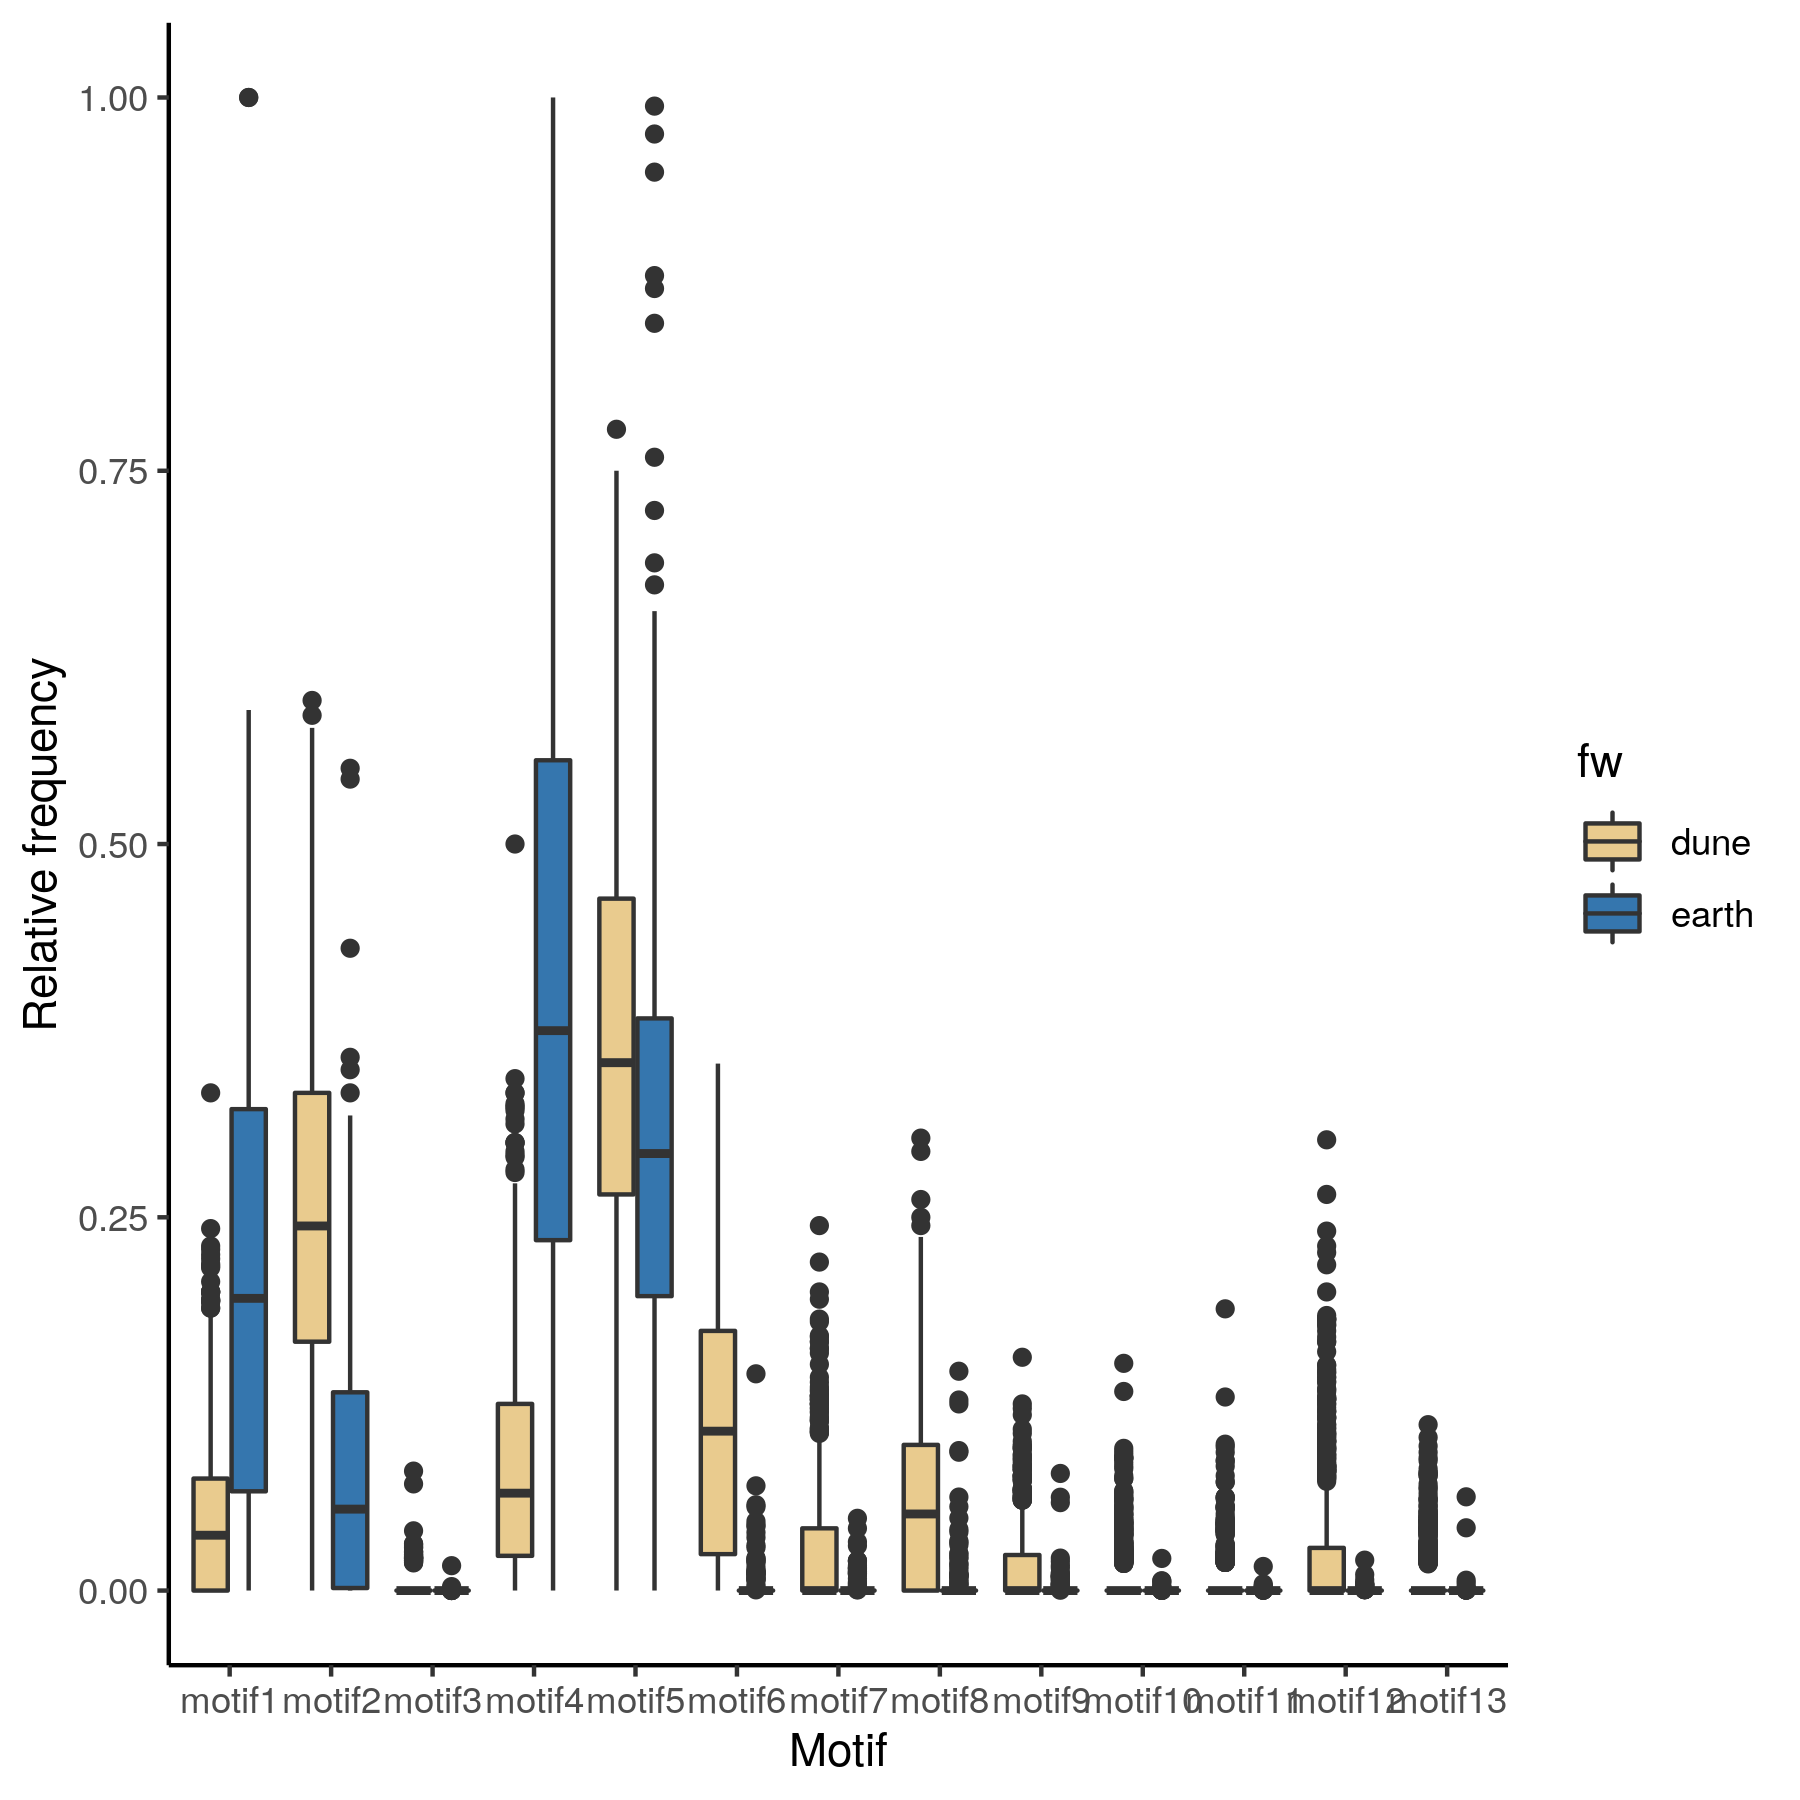 Relative frequency
1.00
0.75
0.50
0.25
0.00
motif1 motif2 motif3 motif4 motif5 motif6 motif7 motif8 motif9 motif10 motif11 motif12 motif13
Motif
fw
dune
earth